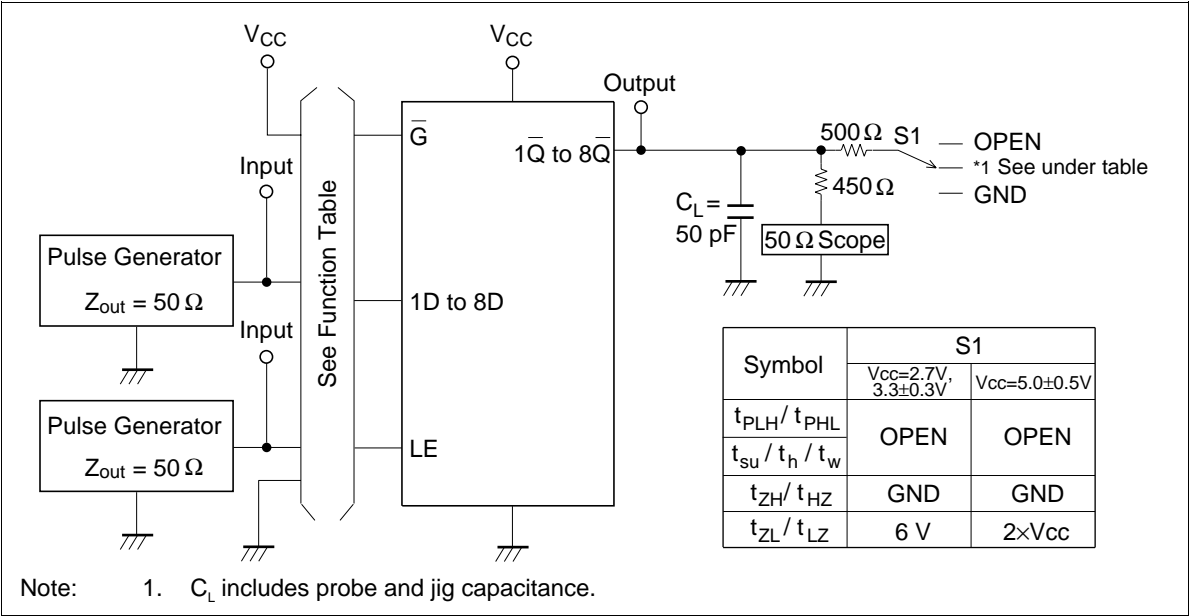 VCC
VCC
Output
Input
Input
Pulse Generator
Zout = 50 Ω
Pulse Generator
Zout = 50 Ω
See Function Table
G̅
1D to 8D
LE
1Q̅ to 8Q̅
CL =
50 pF
500 Ω
S1
450 Ω
50 Ω Scope
OPEN
*1 See under table
GND
Symbol
S1
Vcc=2.7V,
3.3±0.3V
Vcc=5.0±0.5V
tPLH / tPHL
OPEN
OPEN
tsu / th / tw
tZH / tHZ
GND
GND
tZL / tLZ
6 V
2×Vcc
Note: 1. CL includes probe and jig capacitance.